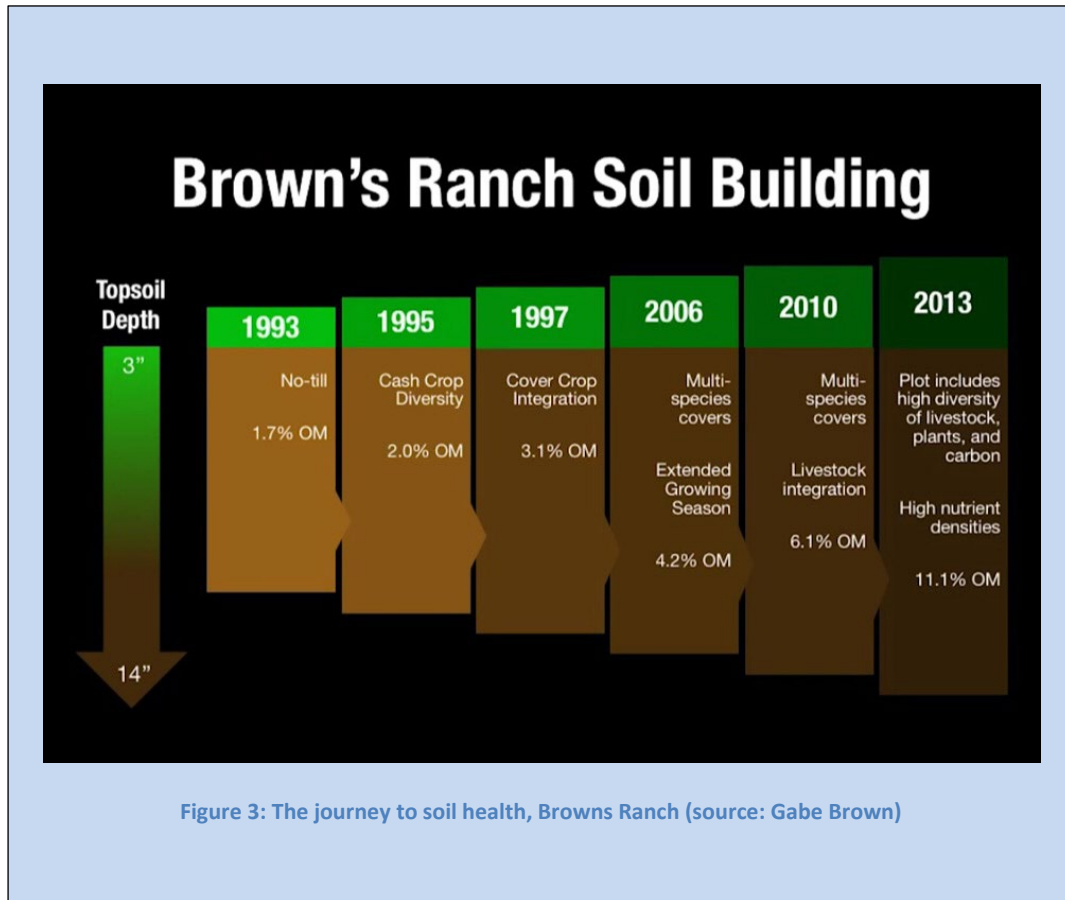 Brown’s Ranch Soil Building
Topsoil
Depth
3”
14”
1993
No-till
1.7% OM
1995
Cash Crop
Diversity
2.0% OM
1997
Cover Crop
Integration
3.1% OM
2006
Multi-
species
covers
Extended
Growing
Season
4.2% OM
2010
Multi-
species
covers
Livestock
integration
6.1% OM
2013
Plot includes
high diversity
of livestock,
plants, and
carbon
High nutrient
densities
11.1% OM
Figure 3: The journey to soil health, Browns Ranch (source: Gabe Brown)